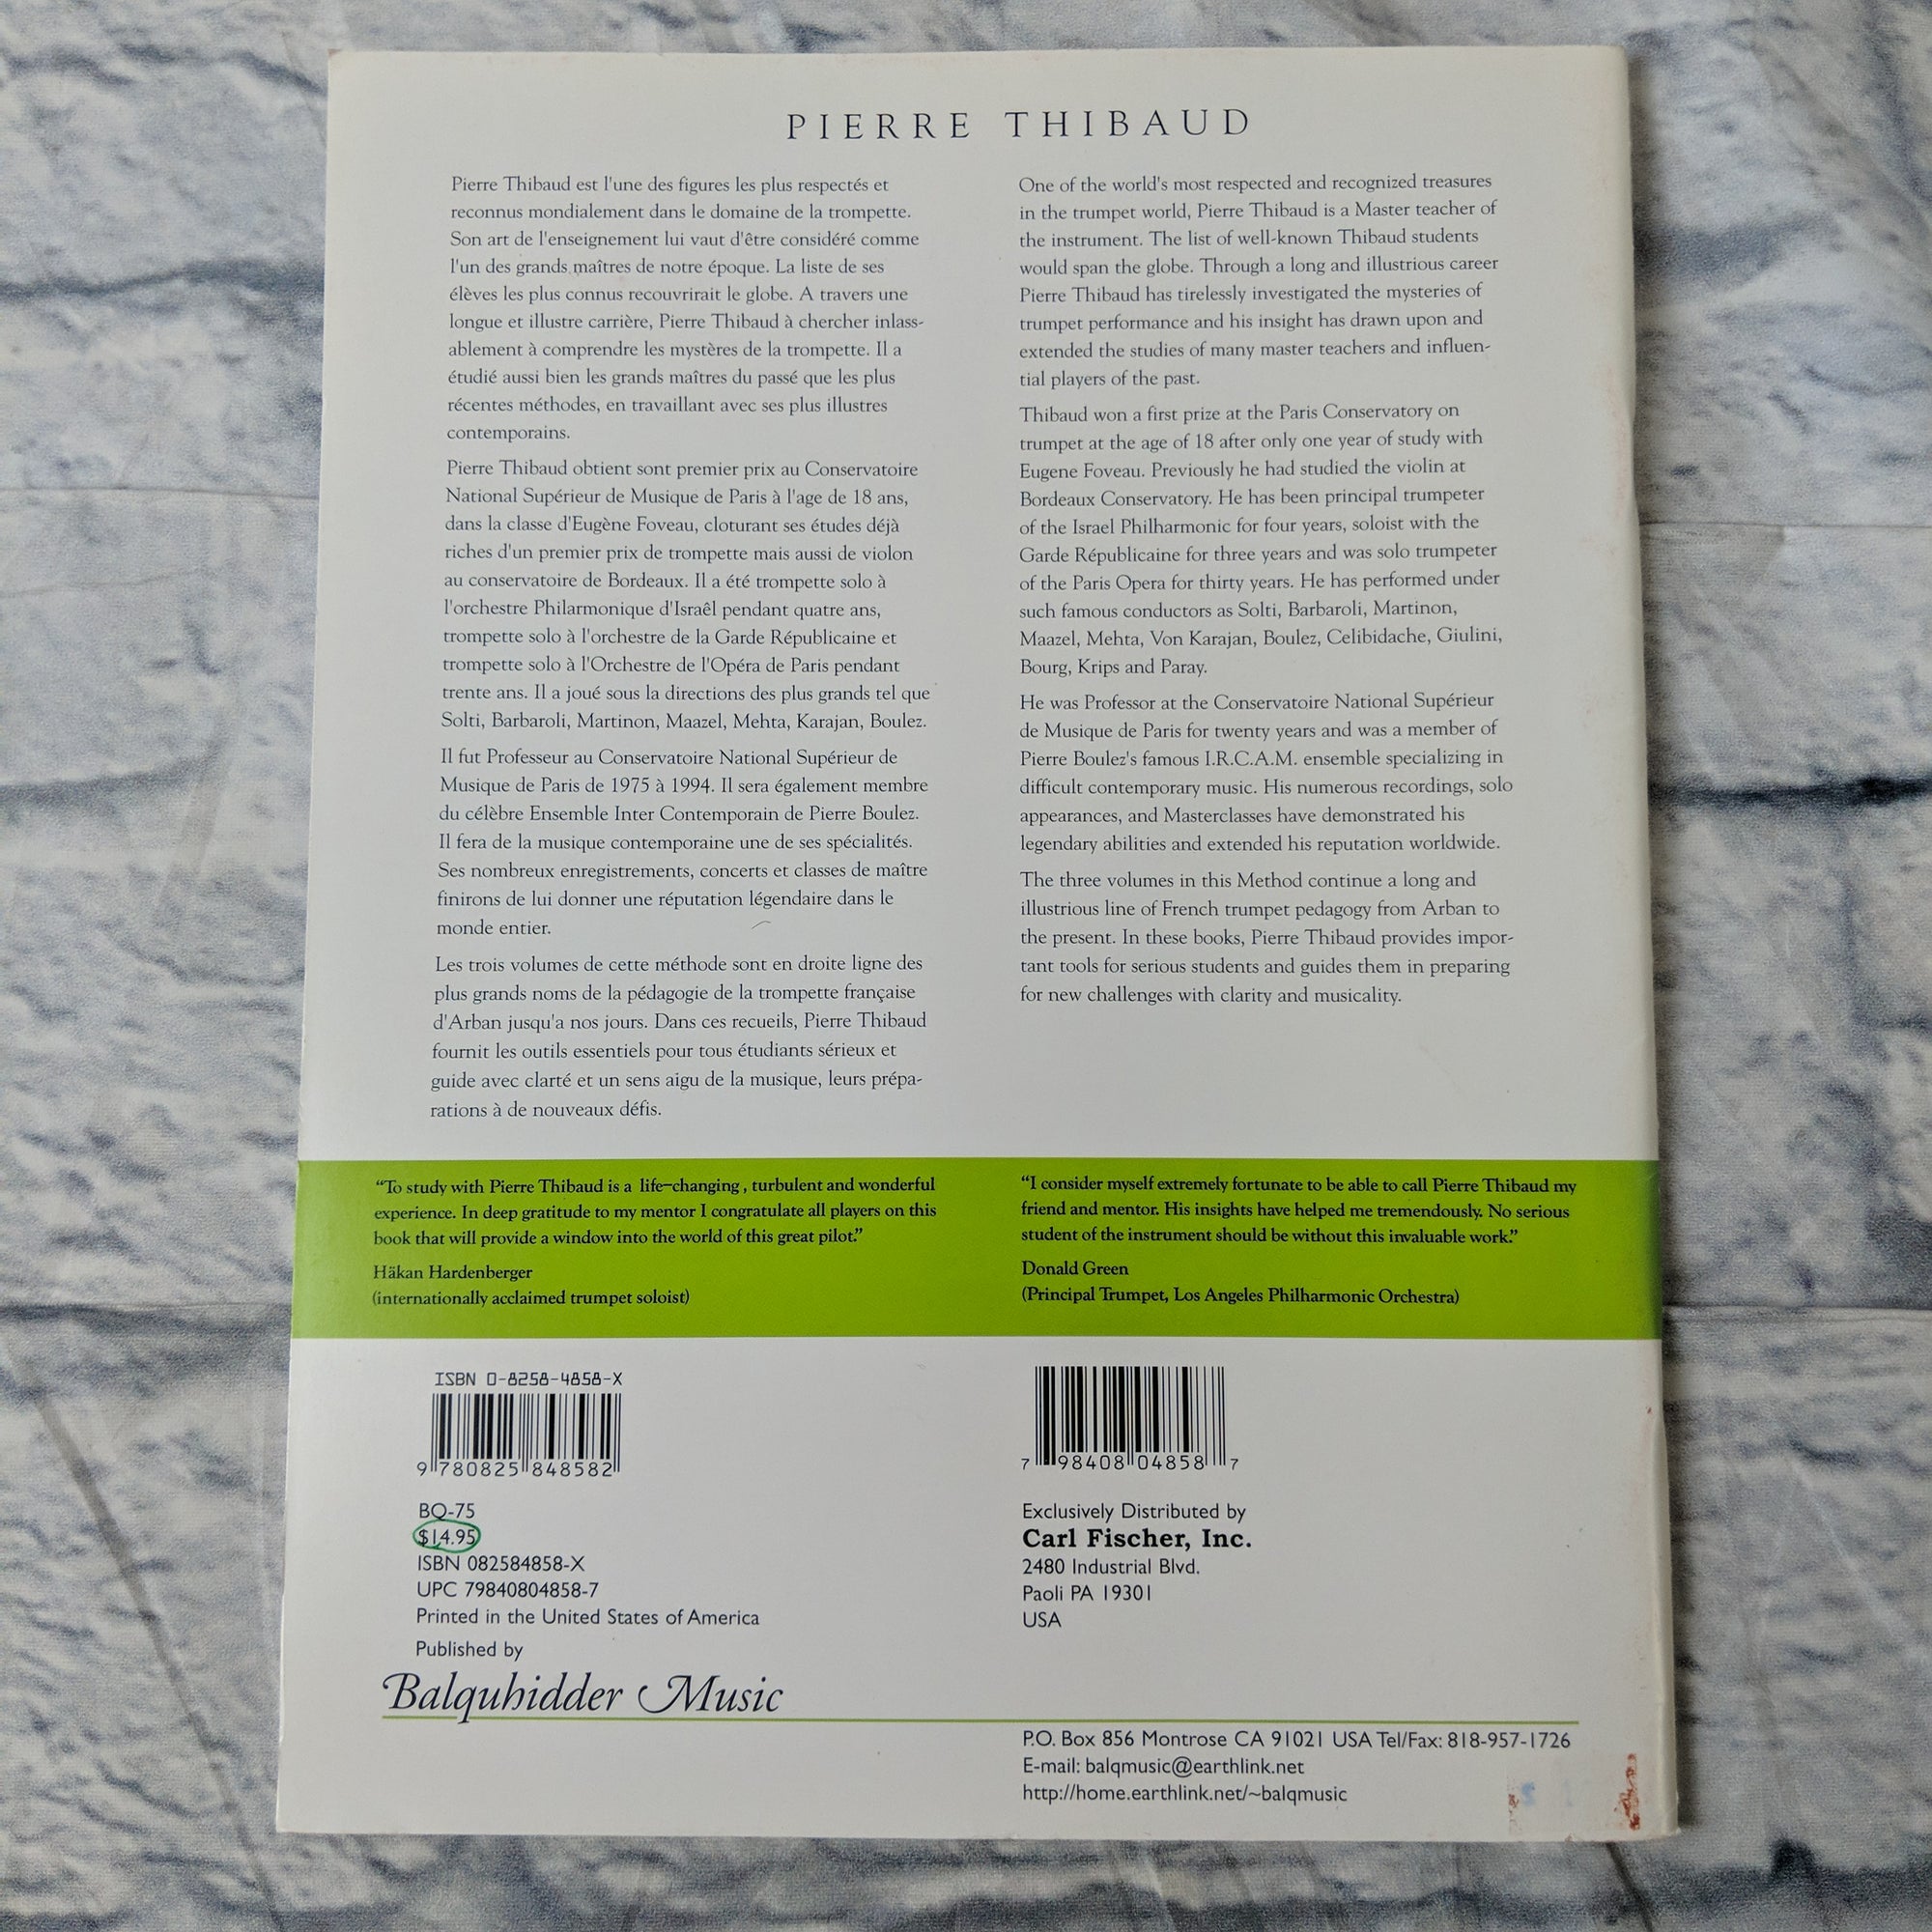 PIERRE THIBAUD
Pierre Thibaud est l'une des figures les plus respectés et
reconnus mondialement dans le domaine de la trompette.
Son art de l'enseignement lui vaut d'être considéré comme
l'un des grands maîtres de notre époque. La liste de ses
élèves les plus connus recouvrirait le globe. A travers une
longue et illustre carrière, Pierre Thibaud à chercher inlass-
ablement à comprendre les mystères de la trompette. Il a
étudié aussi bien les grands maîtres du passé que les plus
récentes méthodes, en travaillant avec ses plus illustres
contemporains.
Pierre Thibaud obtient sont premier prix au Conservatoire
National Supérieur de Musique de Paris à l'age de 18 ans,
dans la classe d'Eugène Foveau, cloturant ses études déjà
riches d'un premier prix de trompette mais aussi de violon
au conservatoire de Bordeaux. Il a été trompette solo à
l'orchestre Philarmonique d'Israêl pendant quatre ans,
trompette solo à l'orchestre de la Garde Républicaine et
trompette solo à l'Orchestre de l'Opéra de Paris pendant
trente ans. Il a joué sous la directions des plus grands tel que
Solti, Barbaroli, Martinon, Maazel, Mehta, Karajan, Boulez.
Il fut Professeur au Conservatoire National Supérieur de
Musique de Paris de 1975 à 1994. Il sera également membre
du célèbre Ensemble Inter Contemporain de Pierre Boulez.
Il fera de la musique contemporaine une de ses spécialités.
Ses nombreux enregistrements, concerts et classes de maître
finirons de lui donner une réputation légendaire dans le
monde entier.
Les trois volumes de cette méthode sont en droite ligne des
plus grands noms de la pédagogie de la trompette française
d'Arban jusqu'a nos jours. Dans ces recueils, Pierre Thibaud
fournit les outils essentiels pour tous étudiants sérieux et
guide avec clarté et un sens aigu de la musique, leurs prépa-
rations à de nouveaux défis.
One of the world's most respected and recognized treasures
in the trumpet world, Pierre Thibaud is a Master teacher of
the instrument. The list of well-known Thibaud students
would span the globe. Through a long and illustrious career
Pierre Thibaud has tirelessly investigated the mysteries of
trumpet performance and his insight has drawn upon and
extended the studies of many master teachers and influen-
tial players of the past.
Thibaud won a first prize at the Paris Conservatory on
trumpet at the age of 18 after only one year of study with
Eugene Foveau. Previously he had studied the violin at
Bordeaux Conservatory. He has been principal trumpeter
of the Israel Philharmonic for four years, soloist with the
Garde Républicaine for three years and was solo trumpeter
of the Paris Opera for thirty years. He has performed under
such famous conductors as Solti, Barbaroli, Martinon,
Maazel, Mehta, Von Karajan, Boulez, Celibidache, Giulini,
Bourg, Krips and Paray.
He was Professor at the Conservatoire National Supérieur
de Musique de Paris for twenty years and was a member of
Pierre Boulez's famous I.R.C.A.M. ensemble specializing in
difficult contemporary music. His numerous recordings, solo
appearances, and Masterclasses have demonstrated his
legendary abilities and extended his reputation worldwide.
The three volumes in this Method continue a long and
illustrious line of French trumpet pedagogy from Arban to
the present. In these books, Pierre Thibaud provides impor-
tant tools for serious students and guides them in preparing
for new challenges with clarity and musicality.
“To study with Pierre Thibaud is a life-changing, turbulent and wonderful
experience. In deep gratitude to my mentor I congratulate all players on this
book that will provide a window into the world of this great pilot.”
Häkan Hardenberger
(internationally acclaimed trumpet soloist)
“I consider myself extremely fortunate to be able to call Pierre Thibaud my
friend and mentor. His insights have helped me tremendously. No serious
student of the instrument should be without this invaluable work.”
Donald Green
(Principal Trumpet, Los Angeles Philharmonic Orchestra)
ISBN 0-8258-4858-X
9 780825 848582
BQ-75
$14.95
ISBN 082584858-X
UPC 79840804858-7
Printed in the United States of America
Published by
Balquhidder Music
7 98408 04858 7
Exclusively Distributed by
Carl Fischer, Inc.
2480 Industrial Blvd.
Paoli PA 19301
USA
P.O. Box 856 Montrose CA 91021 USA Tel/Fax: 818-957-1726
E-mail: balqmusic@earthlink.net
http://home.earthlink.net/~balqmusic